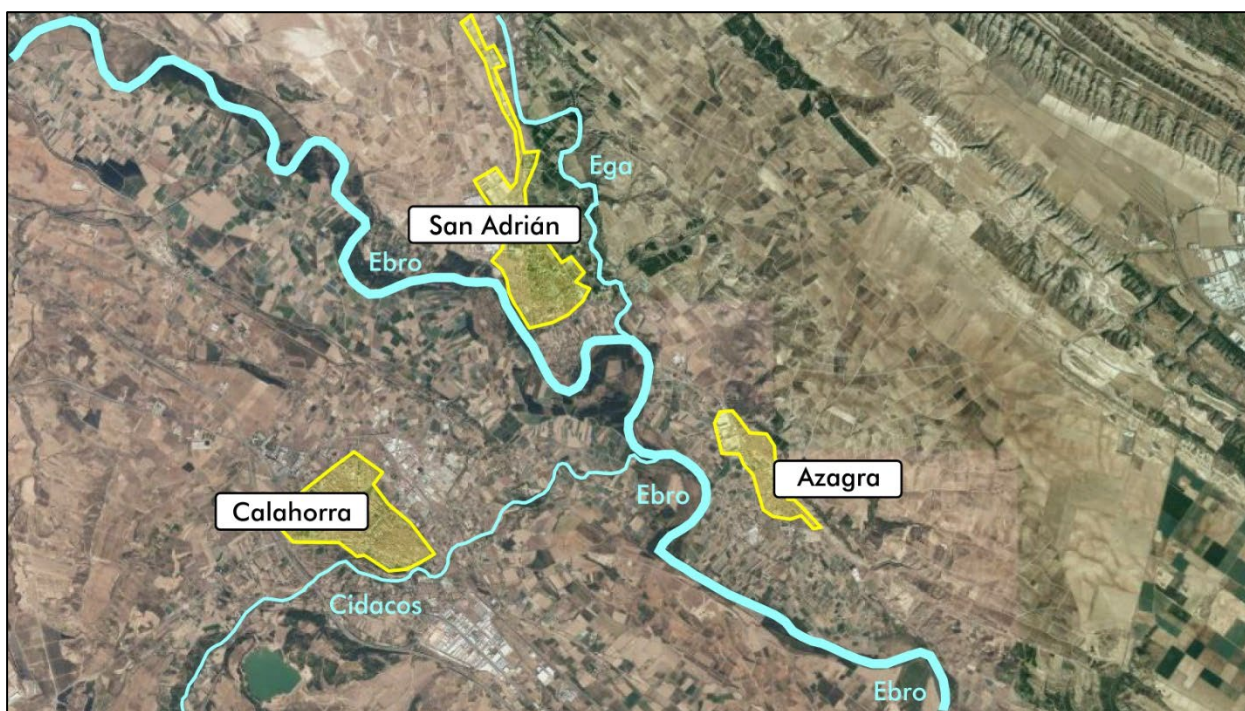 Ega
San Adrián
Ebro
Azagra
Ebro
Calahorra
Cidacos
Ebro